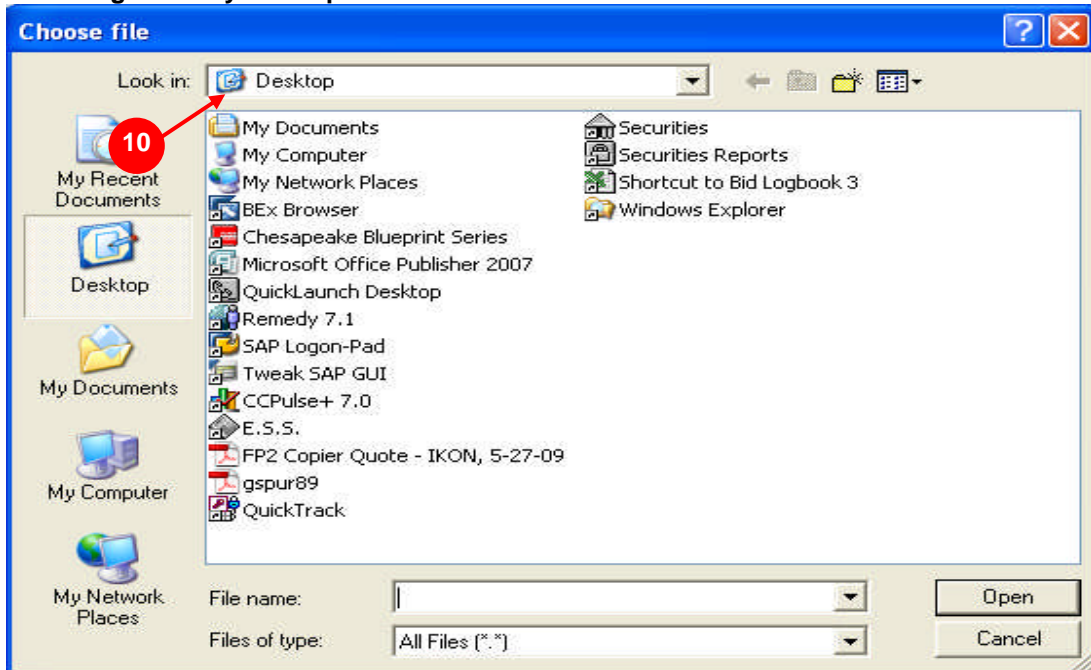 Choose file
Look in: Desktop
10
My Recent
Documents
Desktop
My Documents
My Computer
My Network
Places
My Documents
My Computer
My Network Places
BEx Browser
Chesapeake Blueprint Series
Microsoft Office Publisher 2007
QuickLaunch Desktop
Remedy 7.1
SAP Logon-Pad
Tweak SAP GUI
CCPulse+ 7.0
E.S.S.
FP2 Copier Quote - IKON, 5-27-09
gspur89
QuickTrack
Securities
Securities Reports
Shortcut to Bid Logbook 3
Windows Explorer
File name:
Open
Files of type: All Files (*.*)
Cancel